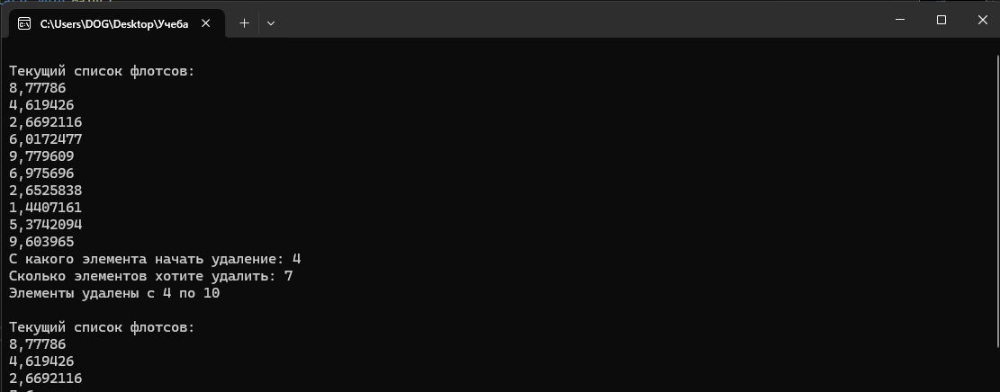 C:\Users\DOG\Desktop\Учеба
Текущий список флотсов:
8,77786
4,619426
2,6692116
6,0172477
9,779609
6,975696
2,6525838
1,4407161
5,3742094
9,603965
С какого элемента начать удаление: 4
Сколько элементов хотите удалить: 7
Элементы удалены с 4 по 10
Текущий список флотсов:
8,77786
4,619426
2,6692116